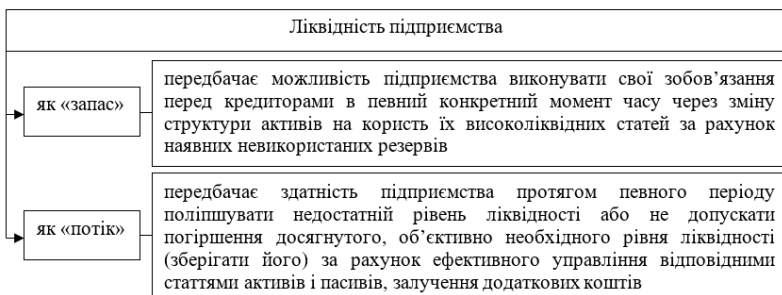 Ліквідність підприємства
як «запас»
передбачає можливість підприємства виконувати свої зобов’язання
перед кредиторами в певний конкретний момент часу через зміну
структури активів на користь їх високоліквідних статей за рахунок
наявних невикористаних резервів
як «потік»
передбачає здатність підприємства протягом певного періоду
поліпшувати недостатній рівень ліквідності або не допускати
погіршення досягнутого, об’єктивно необхідного рівня ліквідності
(зберігати його) за рахунок ефективного управління відповідними
статтями активів і пасивів, залучення додаткових коштів